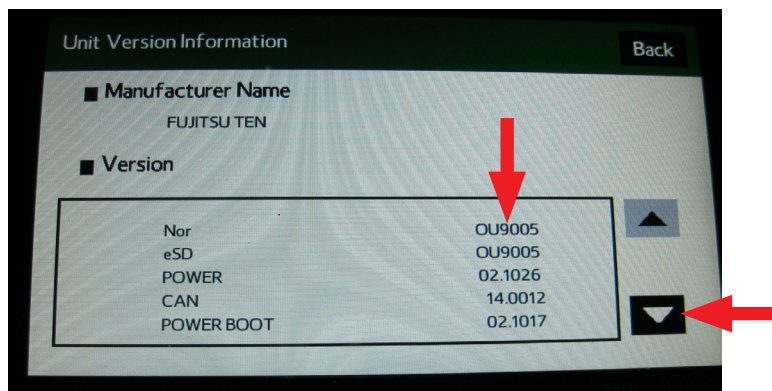 Unit Version Information
Back
■ Manufacturer Name
FUJITSU TEN
■ Version
Nor OU9005
eSD OU9005
POWER 02.1026
CAN 14.0012
POWER BOOT 02.1017